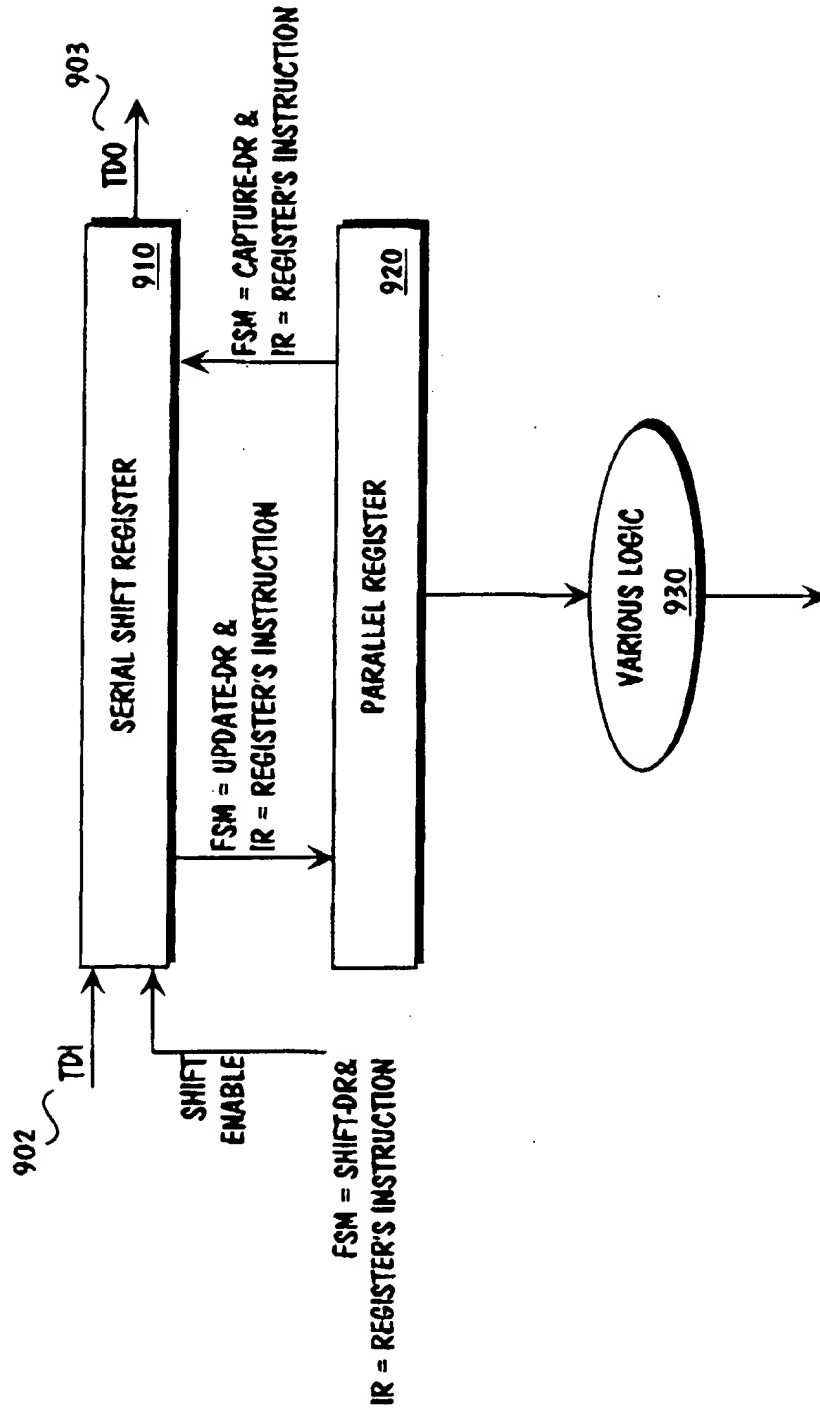 902
TDI
SHIFT
ENABLE
FSM = SHIFT-DR&
IR = REGISTER'S INSTRUCTION
SERIAL SHIFT REGISTER
910
TDO
903
FSM = UPDATE-DR &
IR = REGISTER'S INSTRUCTION
FSM = CAPTURE-DR &
IR = REGISTER'S INSTRUCTION
PARALLEL REGISTER
920
VARIOUS LOGIC
930